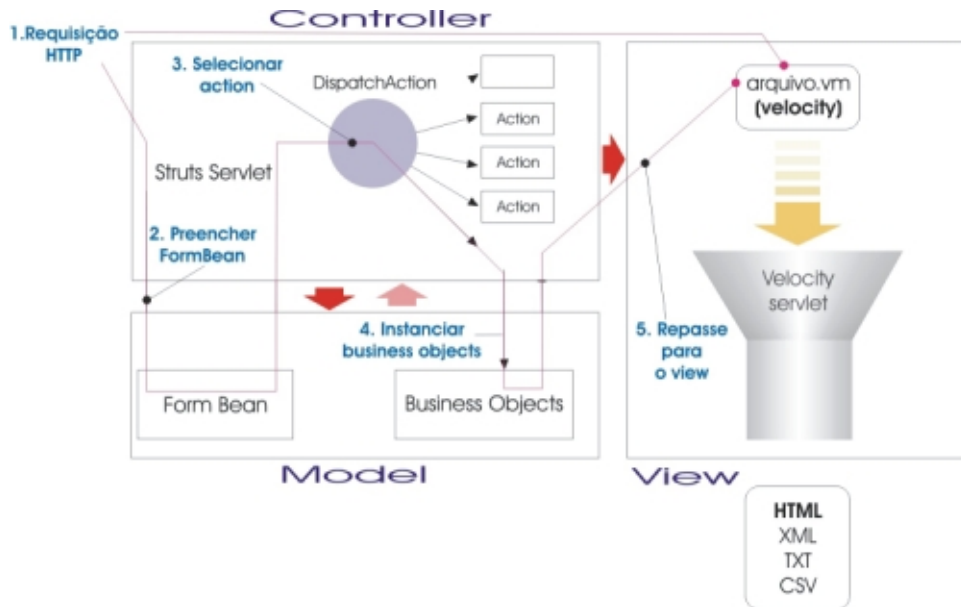 Controller
1.Requisição
HTTP
3. Selecionar
action
DispatchAction
Action
Action
Action
Struts Servlet
2. Preencher
FormBean
4. Instanciar
business objects
Form Bean
Business Objects
Model
arquivo.vm
(velocity)
Velocity
servlet
5. Repasse
para
o view
View
HTML
XML
TXT
CSV